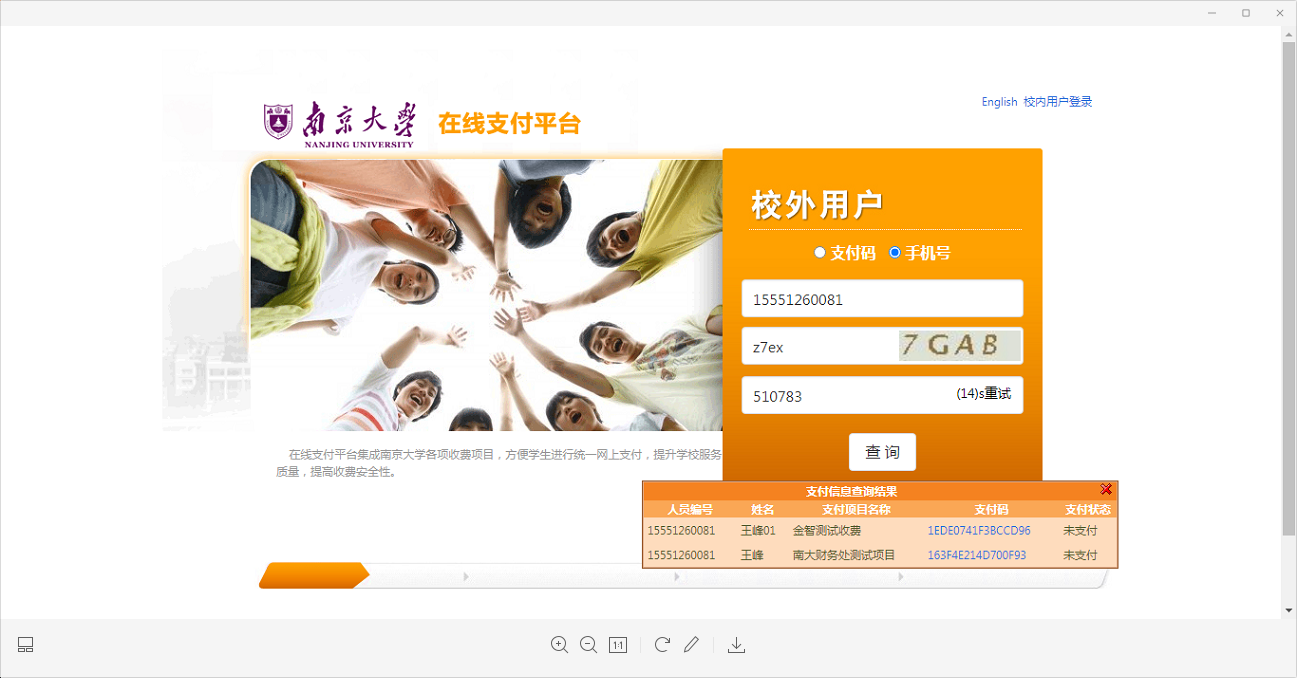 English 校内用户登录
南京大学 在线支付平台
NANJING UNIVERSITY
校外用户
支付码 手机号
15551260081
z7ex 7GAB
510783 (14)s重试
查 询
在线支付平台集成南京大学各项收费项目，方便学生进行统一网上支付，提升学校服务
质量，提高收费安全性。
支付信息查询结果
人员编号 姓名 支付项目名称 支付码 支付状态
15551260081 王峰01 金智测试收费 1EDE0741F3BCCD96 未支付
15551260081 王峰 南大财务处测试项目 163F4E214D700F93 未支付
1:1